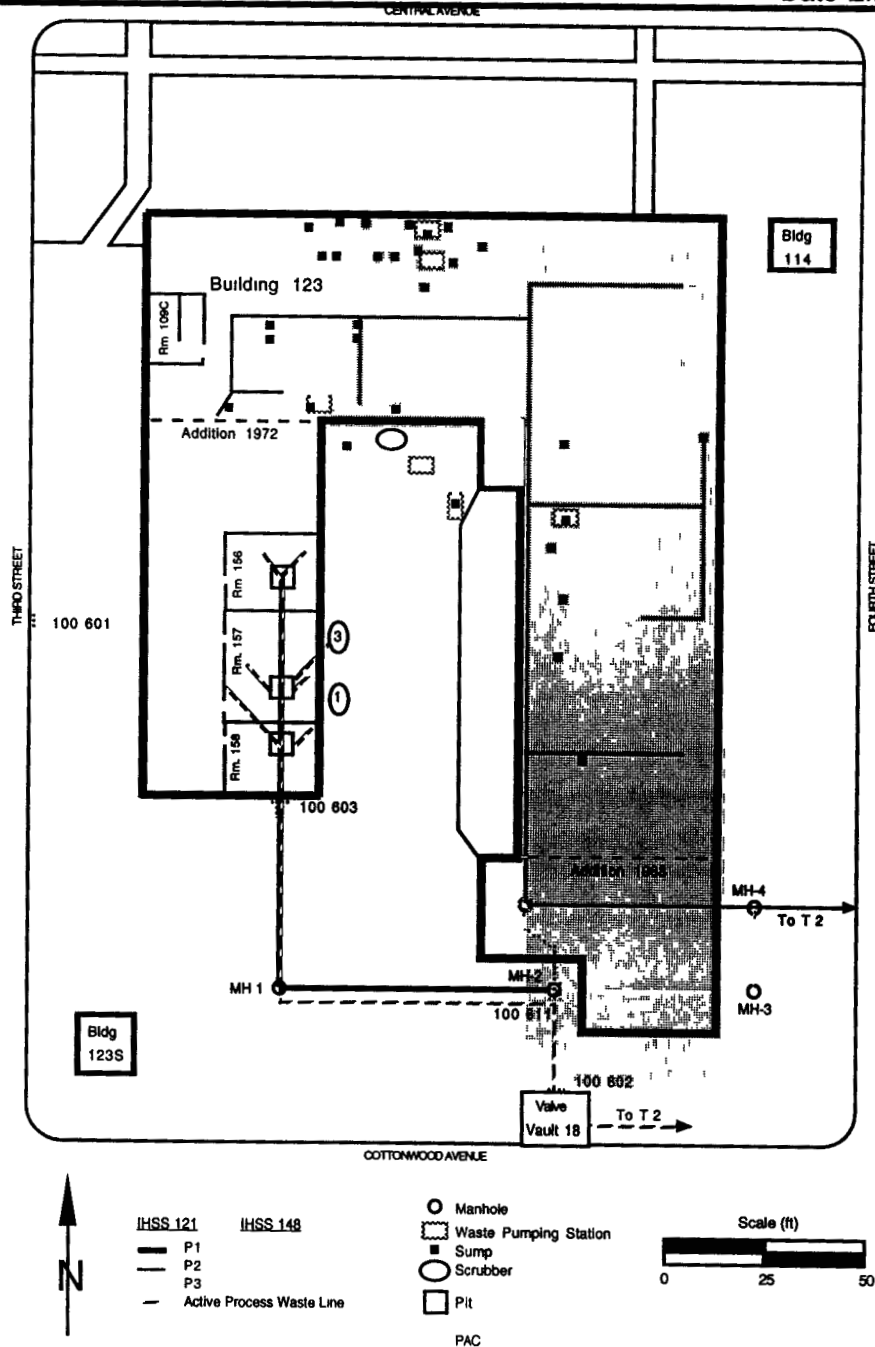 CENTRAL AVENUE
Bldg
114
Building 123
Rm 109C
Addition 1972
THIRD STREET
FOURTH STREET
100 601
Rm 156
Rm. 157
Rm. 158
3
1
100 603
Addition
MH-4
To T 2
MH 1
MH-2
MH-3
Bldg
123S
100 602
Valve
Vault 18
To T 2
COTTONWOOD AVENUE
N
IHSS 121
IHSS 148
P1
P2
P3
Active Process Waste Line
Manhole
Waste Pumping Station
Sump
Scrubber
Pit
PAC
Scale (ft)
0 25 50